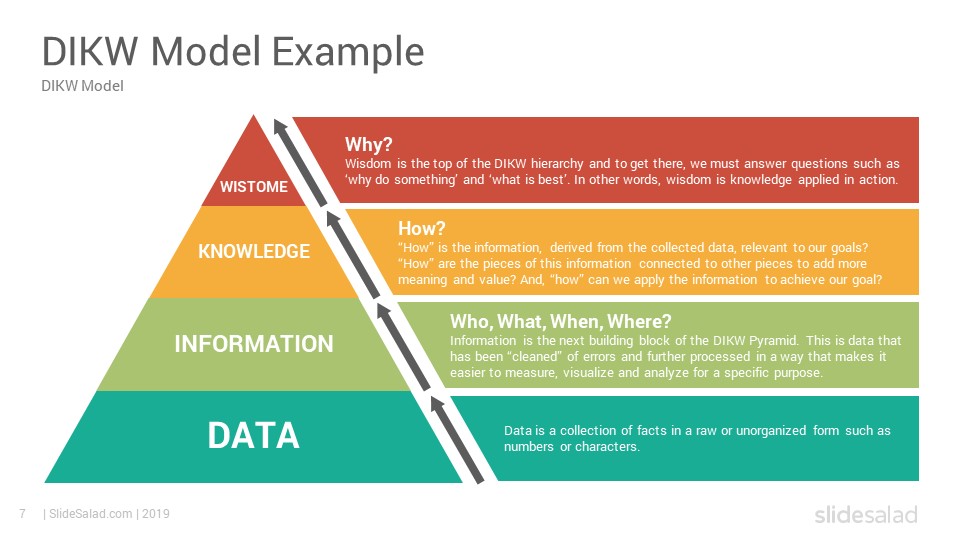 DIKW Model Example
DIKW Model
WISTOME
Why?
Wisdom is the top of the DIKW hierarchy and to get there, we must answer questions such as
‘why do something’ and ‘what is best’. In other words, wisdom is knowledge applied in action.
KNOWLEDGE
How?
“How” is the information, derived from the collected data, relevant to our goals?
“How” are the pieces of this information connected to other pieces to add more
meaning and value? And, “how” can we apply the information to achieve our goal?
INFORMATION
Who, What, When, Where?
Information is the next building block of the DIKW Pyramid. This is data that
has been “cleaned” of errors and further processed in a way that makes it
easier to measure, visualize and analyze for a specific purpose.
DATA
Data is a collection of facts in a raw or unorganized form such as
numbers or characters.
7 | SlideSalad.com | 2019
slidesalad